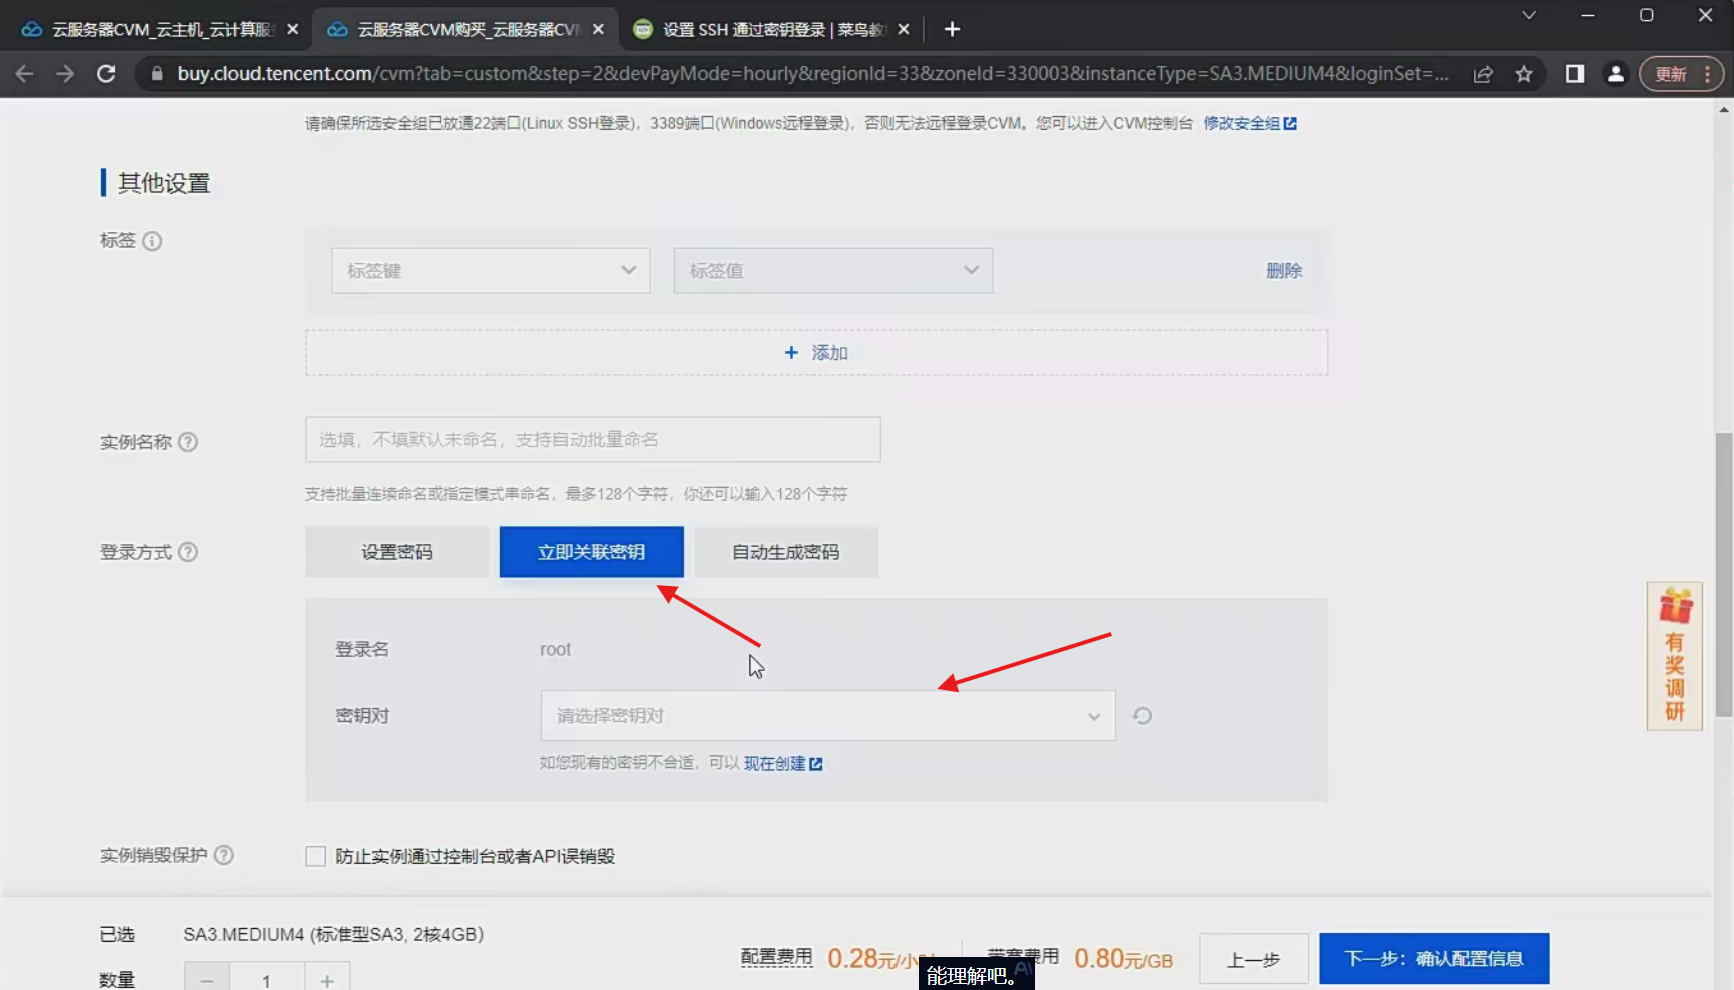 云服务器CVM_云主机_云计算服
云服务器CVM购买_云服务器CV
设置 SSH 通过密钥登录 | 菜鸟教
buy.cloud.tencent.com/cvm?tab=custom&step=2&devPayMode=hourly&regionId=33&zoneId=330003&instanceType=SA3.MEDIUM4&loginSet=...
更新
请确保所选安全组已放通22端口(Linux SSH登录)，3389端口(Windows远程登录)，否则无法远程登录CVM。您可以进入CVM控制台 修改安全组
其他设置
标签
标签键
标签值
删除
+ 添加
实例名称
选填，不填默认未命名，支持自动批量命名
支持批量连续命名或指定模式串命名，最多128个字符，你还可以输入128个字符
登录方式
设置密码
立即关联密钥
自动生成密码
登录名
root
密钥对
请选择密钥对
如您现有的密钥不合适，可以 现在创建
有奖调研
实例销毁保护
防止实例通过控制台或者API误销毁
已选
SA3.MEDIUM4 (标准型SA3, 2核4GB)
数量
1
配置费用
0.28元/小
费用
0.80元/GB
上一步
下一步：确认配置信息
能理解吧。